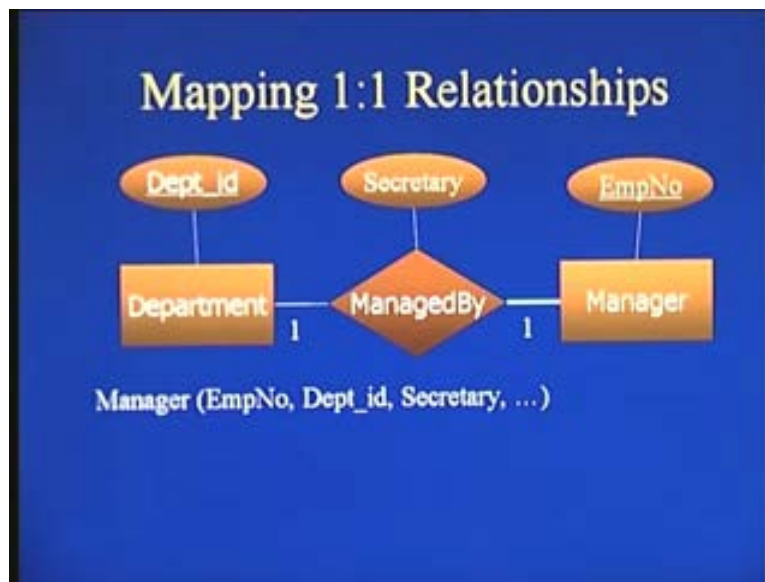 Mapping 1:1 Relationships
Dept_id Secretary EmpNo
Department ManagedBy Manager
1 1
Manager (EmpNo, Dept_id, Secretary, ...)